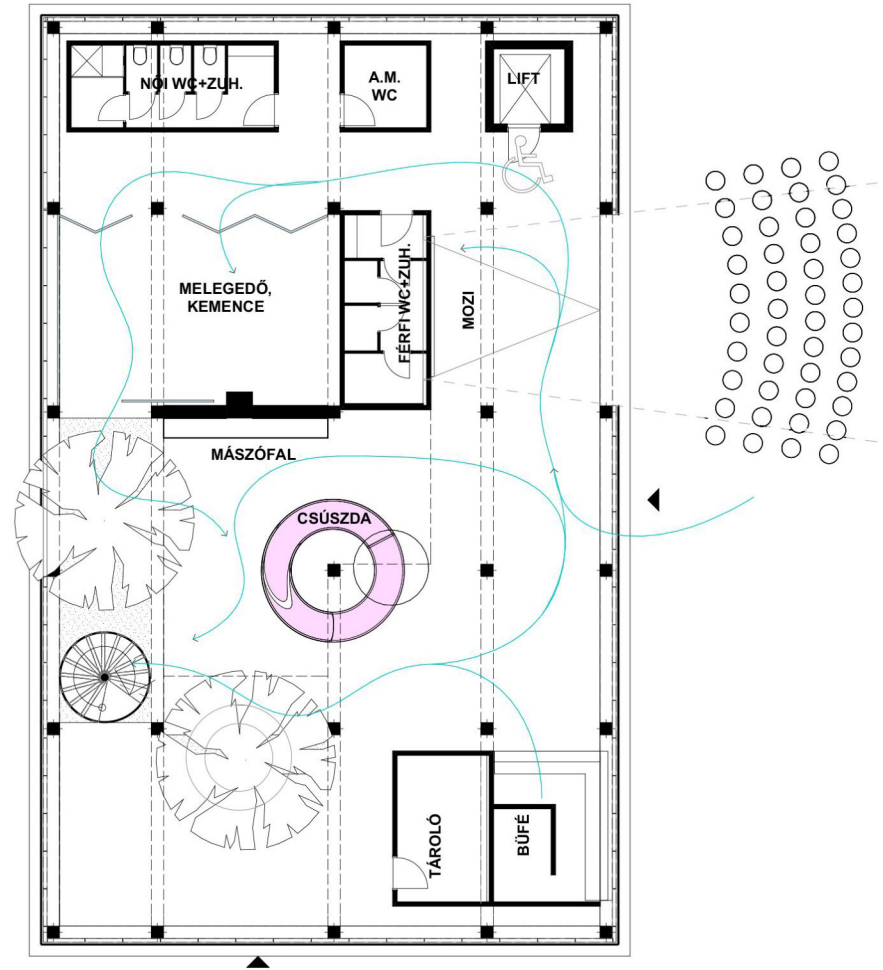 NŐI WC+ZUH.
A.M.
WC
LIFT
MELEGEDŐ,
KEMENCE
FÉRFI WC+ZUH.
MOZI
MÁSZÓFAL
CSÚSZDA
TÁROLÓ
BÜFÉ